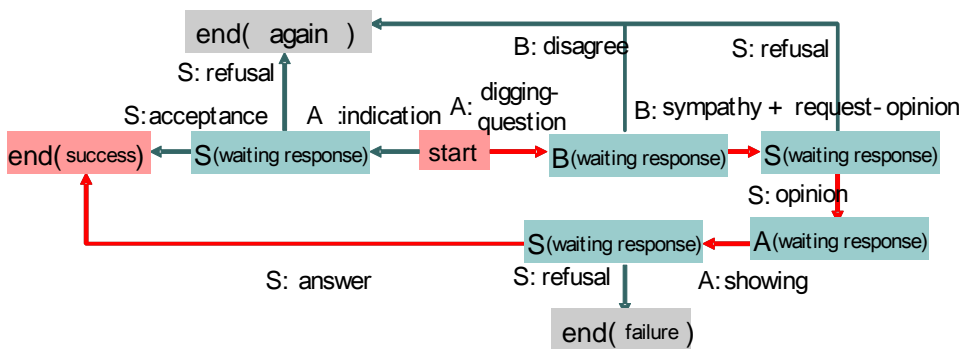 end( again )
B: disagree
S: refusal
S: refusal
A: digging-
question
S:acceptance
A :indication
B: sympathy + request-opinion
end(success)
S(waiting response)
start
B(waiting response)
S(waiting response)
S: opinion
S(waiting response)
A(waiting response)
S: answer
S: refusal
A:showing
end( failure )